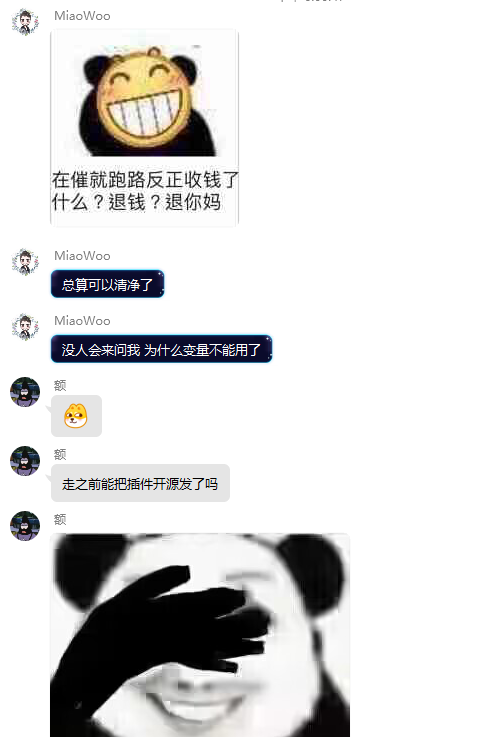 MiaoWoo
在催就跑路反正收钱了
什么？退钱？退你妈
MiaoWoo
总算可以清净了
MiaoWoo
没人会来问我 为什么变量不能用了
额
额
走之前能把插件开源发了吗
额